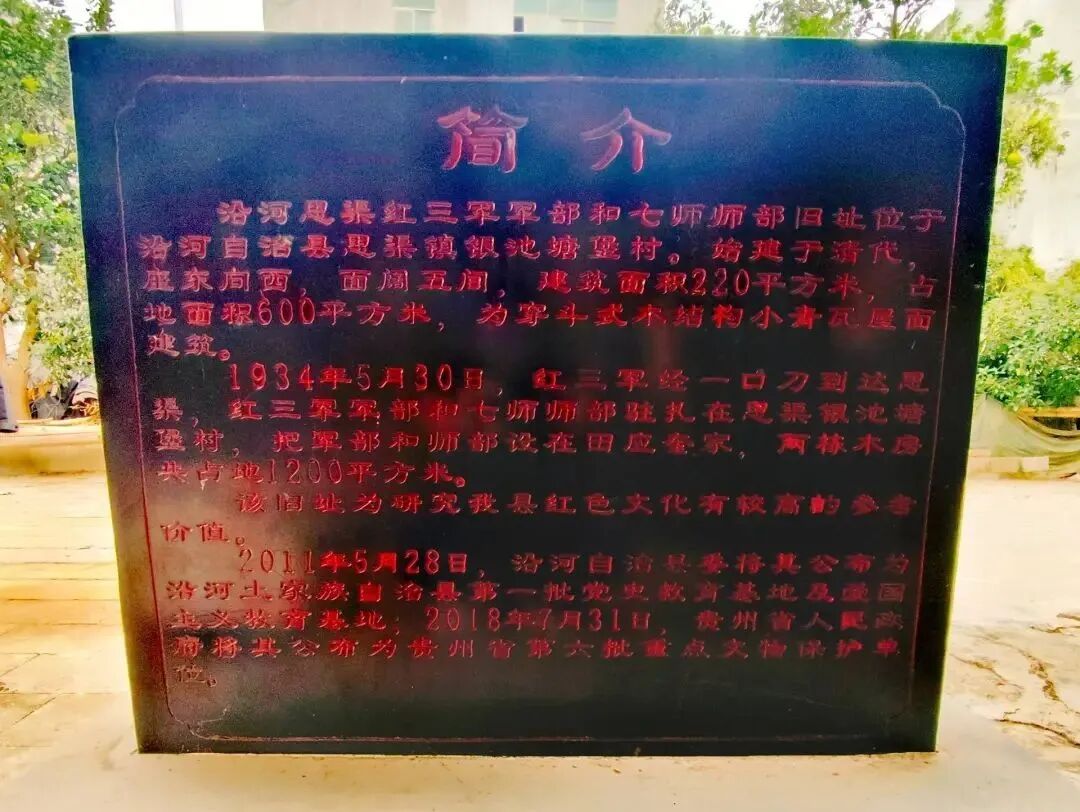 简介
沿河思渠红三军军部和七师师部旧址位于
沿河自治县思渠镇银池塘堡村。始建于清代，
座东向西，面阔五间，建筑面积220平方米，占
地面积600平方米，为穿斗式木结构小青瓦屋面
建筑。
1934年5月30日，红三军经一口刀到达思
渠，红三军军部和七师师部驻扎在思渠银池塘
堡村，把军部和师部设在田应奎家，两栋木房
共占地1200平方米。
该旧址为研究我县红色文化有较高的参考
价值。
2011年5月28日，沿河自治县委将其公布为
沿河土家族自治县第一批党史教育基地及爱国
主义教育基地；2018年7月31日，贵州省人民政
府将其公布为贵州省第六批重点文物保护单
位。